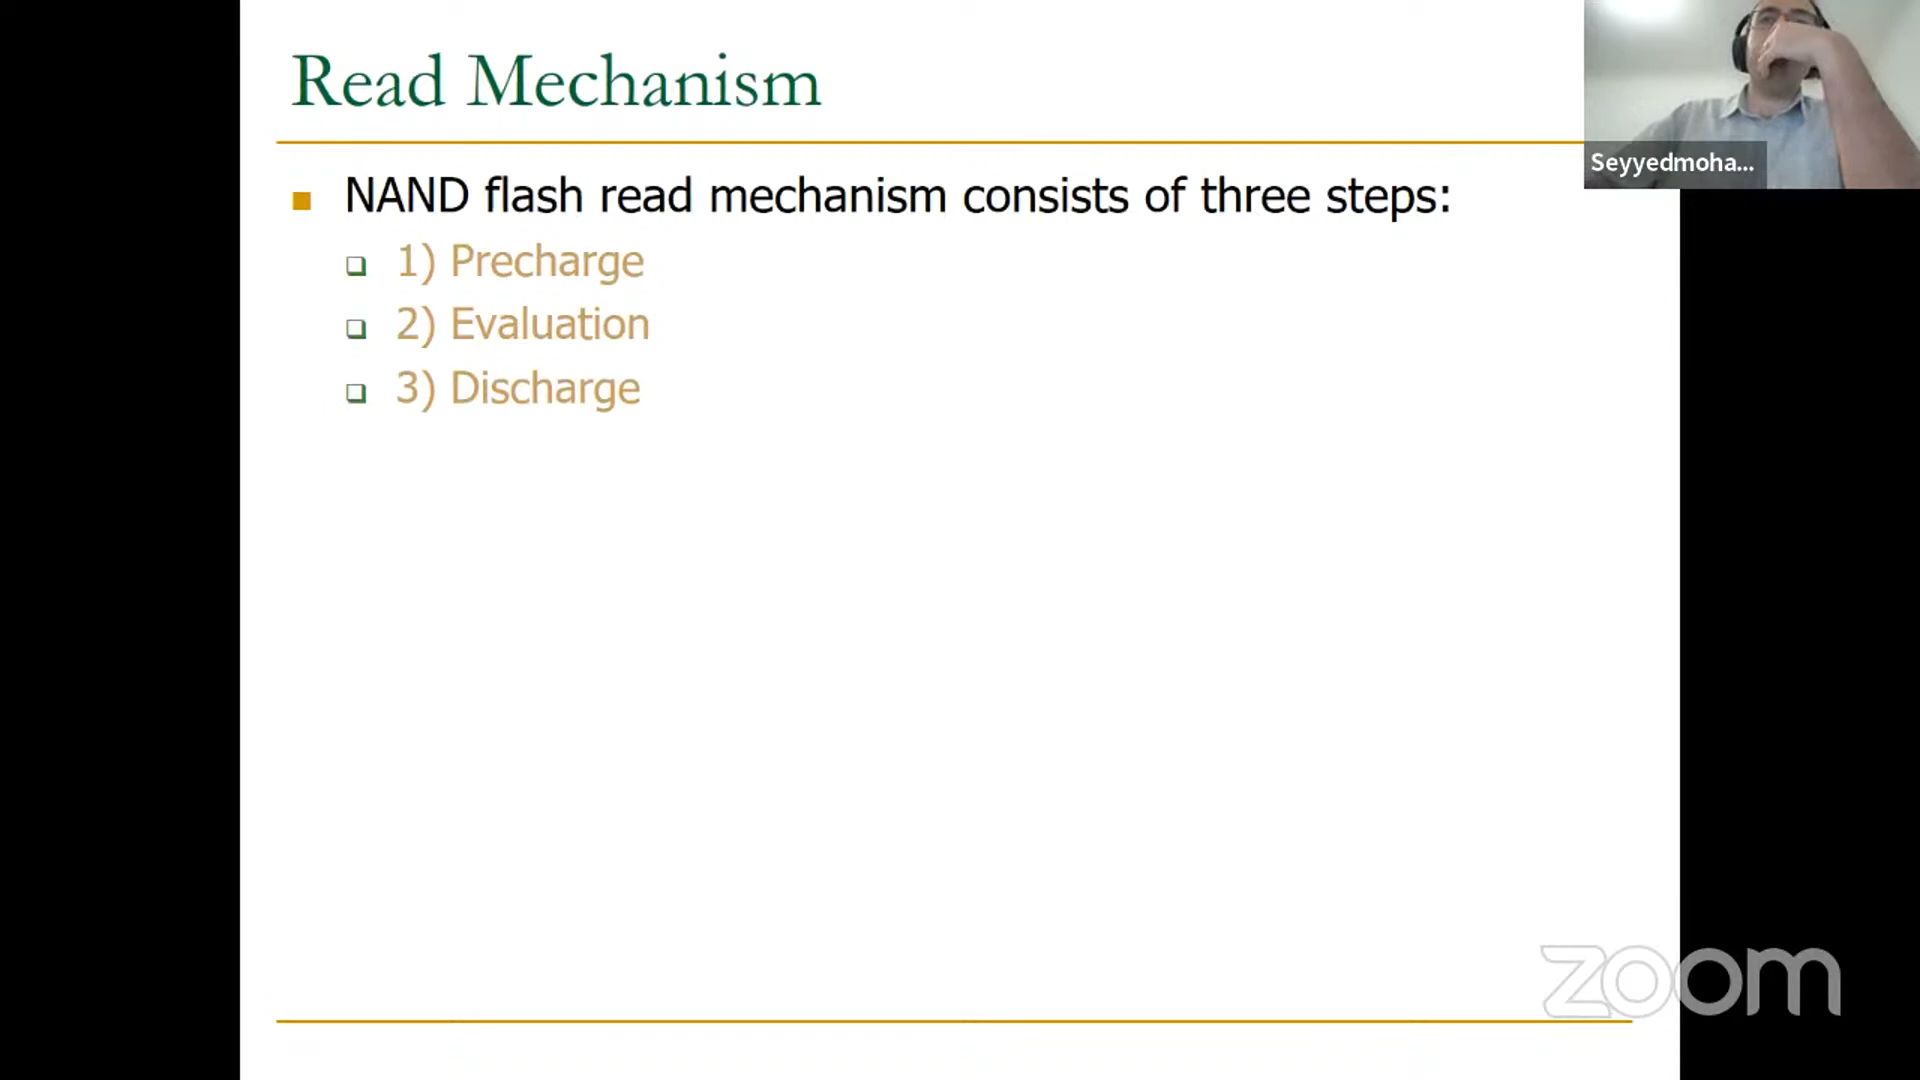 Read Mechanism
Seyyedmoha...
NAND flash read mechanism consists of three steps:
1) Precharge
2) Evaluation
3) Discharge
zoom